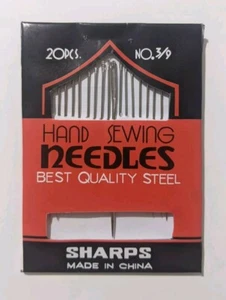 20PCS. NO.3/9
HAND SEWING
NEEDLES
BEST QUALITY STEEL
SHARPS
MADE IN CHINA